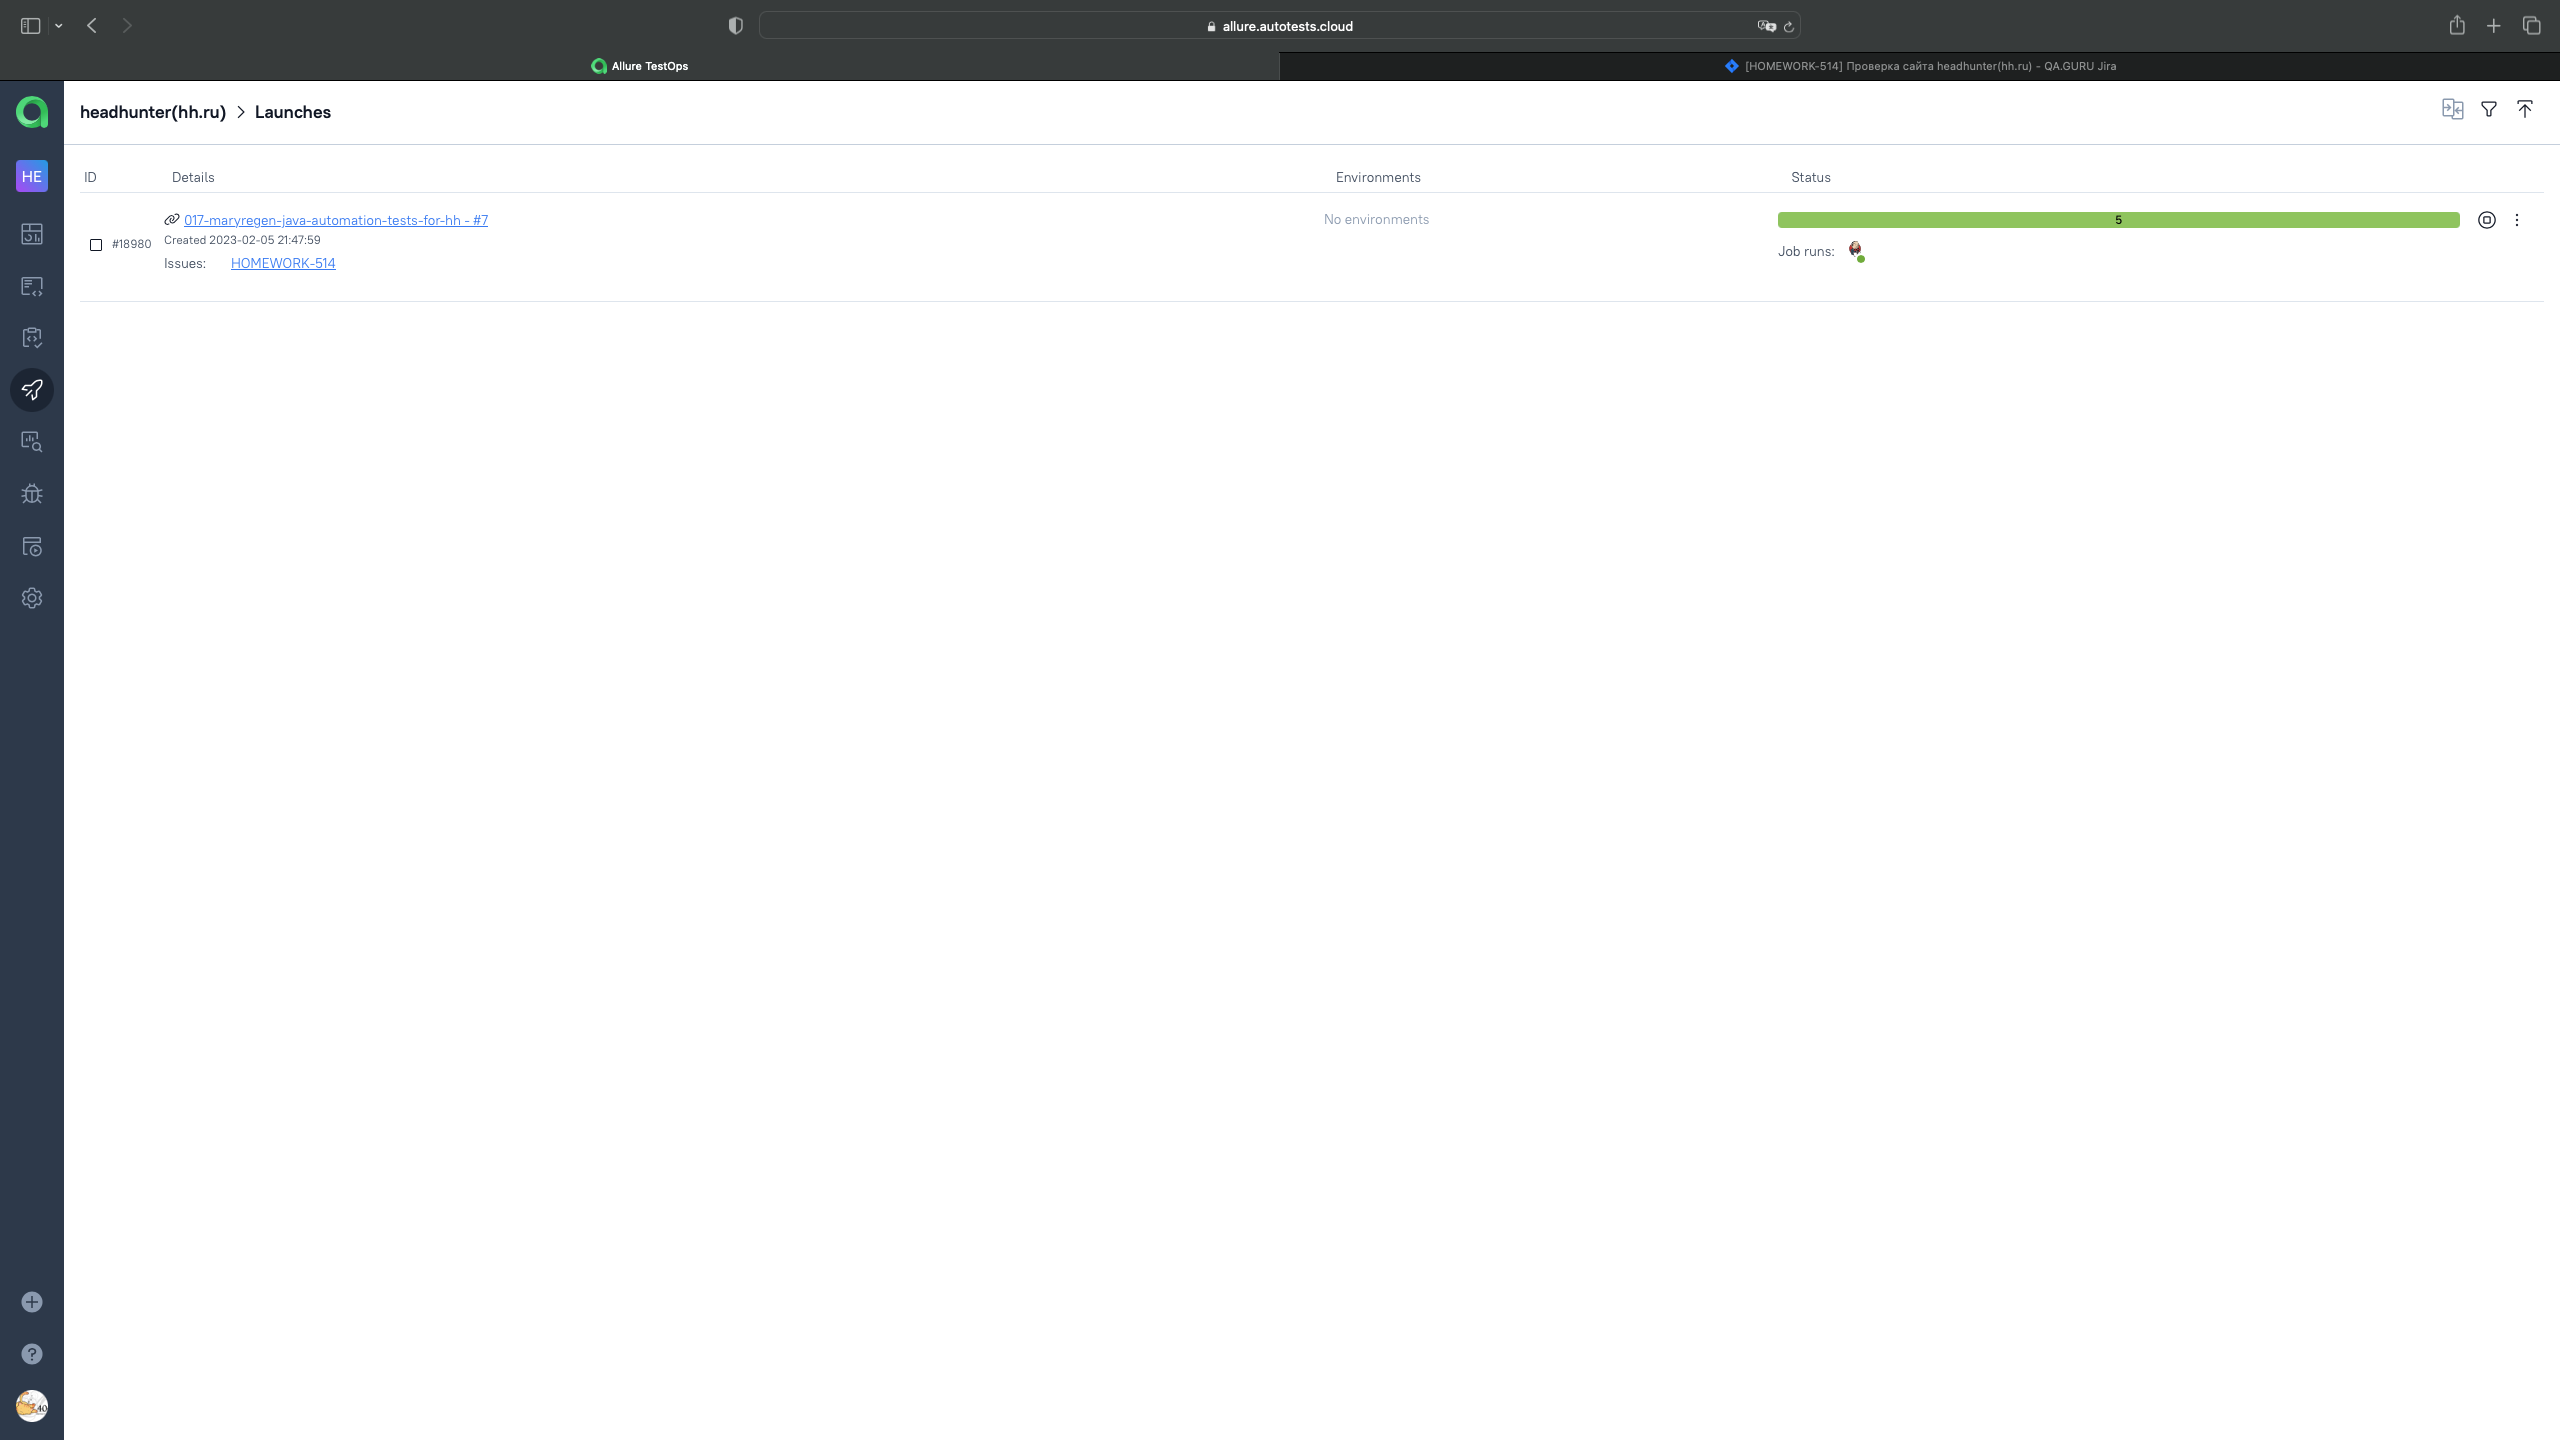 allure.autotests.cloud
Allure TestOps
[HOMEWORK-514] Проверка сайта headhunter(hh.ru) - QA.GURU Jira
headhunter(hh.ru) > Launches
HE
ID Details Environments Status
017-maryregen-java-automation-tests-for-hh - #7 No environments 5
#18980 Created 2023-02-05 21:47:59
Issues: HOMEWORK-514 Job runs:
40